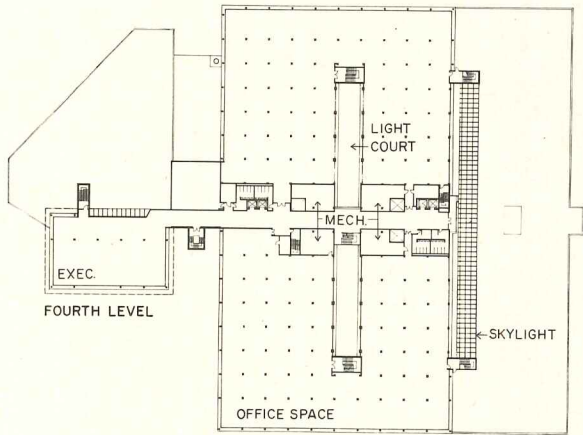 LIGHT
COURT
MECH.
EXEC.
FOURTH LEVEL
SKYLIGHT
OFFICE SPACE